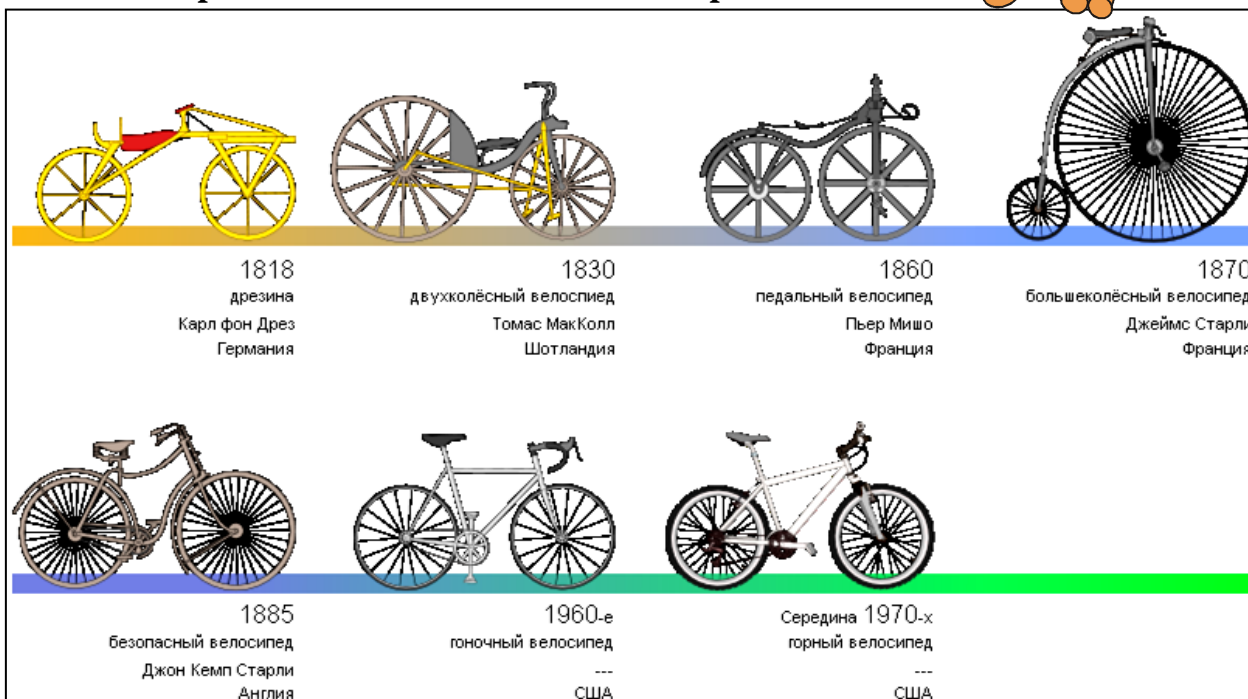 1818
дрезина
Карл фон Дрез
Германия
1830
двухколёсный велоспиед
Томас МакКолл
Шотландия
1860
педальный велосипед
Пьер Мишо
Франция
1870
большеколёсный велосипед
Джеймс Старли
Франция
1885
безопасный велосипед
Джон Кемп Старли
Англия
1960-е
гоночный велосипед
---
США
Середина 1970-х
горный велосипед
---
США